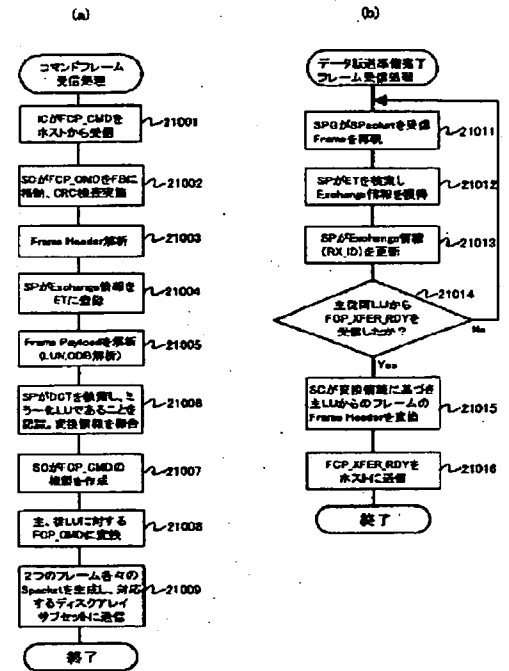 (a)
コマンドフレーム
受信処理
ICがFCP_CMDを
ホストから受信
21001
SCがFCP_CMDをFBに
格納、CRC検査実施
21002
Frame Header解析
21003
SPがExchange情報を
ETに登録
21004
Frame Payloadを解析
(LUN,CDB解析)
21005
SPがDCTを検索し、ミ
ラー化LUであることを
認識。変換情報を報告
21006
SCがFCP_CMDの
複製を作成
21007
主、従LUに対する
FCP_CMDに変換
21008
2つのフレーム各々の
Spacketを生成し、対応
するディスクアレイ
サブセットに送信
21009
終了
(b)
データ転送準備完了
フレーム受信処理
SPGがSPacketを受信
Frameを再現
21011
SPがETを検索し
Exchange情報を獲得
21012
SPがExchange情報
(RX_ID)を更新
21013
主従両LUから
FCP_XFER_RDYを
受信したか?
21014
No
Yes
SCが変換情報に基づき
主LUからのフレームの
Frame Headerを変換
21015
FCP_XFER_RDYを
ホストに送信
21016
終了